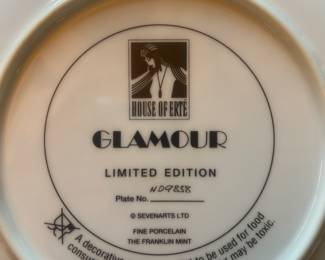 HOUSE OF ERTÉ
GLAMOUR
LIMITED EDITION
ND9858
Plate No.
© SEVENARTS LTD
FINE PORCELAIN
THE FRANKLIN MINT
A decorative to be used for food
consu may be toxic.